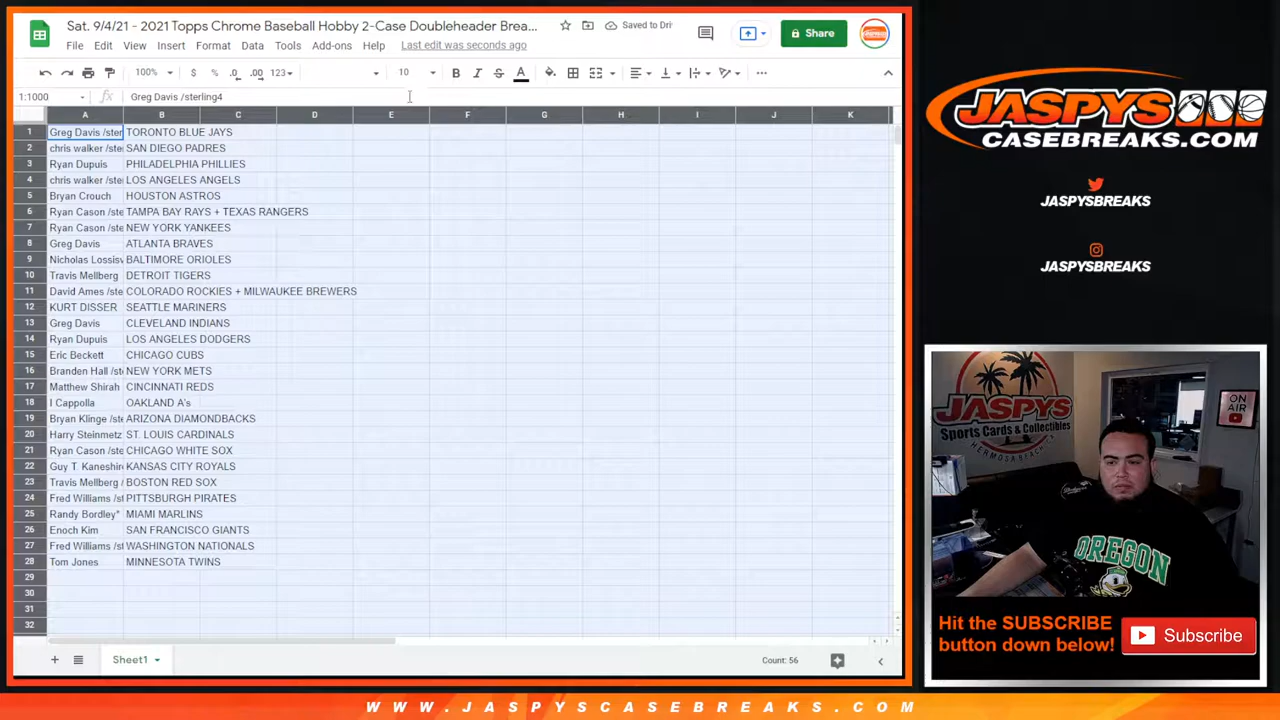 Sat. 9/4/21 - 2021 Topps Chrome Baseball Hobby 2-Case Doubleheader Brea...
Saved to Dri
File Edit View Insert Format Data Tools Add-ons Help Last edit was seconds ago
Share
100% $ % .0 .00 123 10 B I S A
1:1000 fx Greg Davis /sterling4
A B C D E F G H I J K
1 Greg Davis /ster TORONTO BLUE JAYS
2 chris walker /ste SAN DIEGO PADRES
3 Ryan Dupuis PHILADELPHIA PHILLIES
4 chris walker /ste LOS ANGELES ANGELS
5 Bryan Crouch HOUSTON ASTROS
6 Ryan Cason /ste TAMPA BAY RAYS + TEXAS RANGERS
7 Ryan Cason /ste NEW YORK YANKEES
8 Greg Davis ATLANTA BRAVES
9 Nicholas Lossisv BALTIMORE ORIOLES
10 Travis Mellberg DETROIT TIGERS
11 David Ames /ste COLORADO ROCKIES + MILWAUKEE BREWERS
12 KURT DISSER SEATTLE MARINERS
13 Greg Davis CLEVELAND INDIANS
14 Ryan Dupuis LOS ANGELES DODGERS
15 Eric Beckett CHICAGO CUBS
16 Branden Hall /st NEW YORK METS
17 Matthew Shirah CINCINNATI REDS
18 I Cappolla OAKLAND A's
19 Bryan Klinge /ste ARIZONA DIAMONDBACKS
20 Harry Steinmetz ST. LOUIS CARDINALS
21 Ryan Cason /ste CHICAGO WHITE SOX
22 Guy T Kaneshir KANSAS CITY ROYALS
23 Travis Mellberg / BOSTON RED SOX
24 Fred Williams /st PITTSBURGH PIRATES
25 Randy Bordley* MIAMI MARLINS
26 Enoch Kim SAN FRANCISCO GIANTS
27 Fred Williams /st WASHINGTON NATIONALS
28 Tom Jones MINNESOTA TWINS
29
30
31
32
Sheet1
Count: 56
JASPYS
CASEBREAKS.COM
JASPYSBREAKS
JASPYSBREAKS
JASPYS
Sports Cards & Collectibles
HERMOSA BEACH
ON
AIR
Dodgers
OREGON
Hit the SUBSCRIBE
button down below!
Subscribe
WWW.JASPYSCASEBREAKS.COM